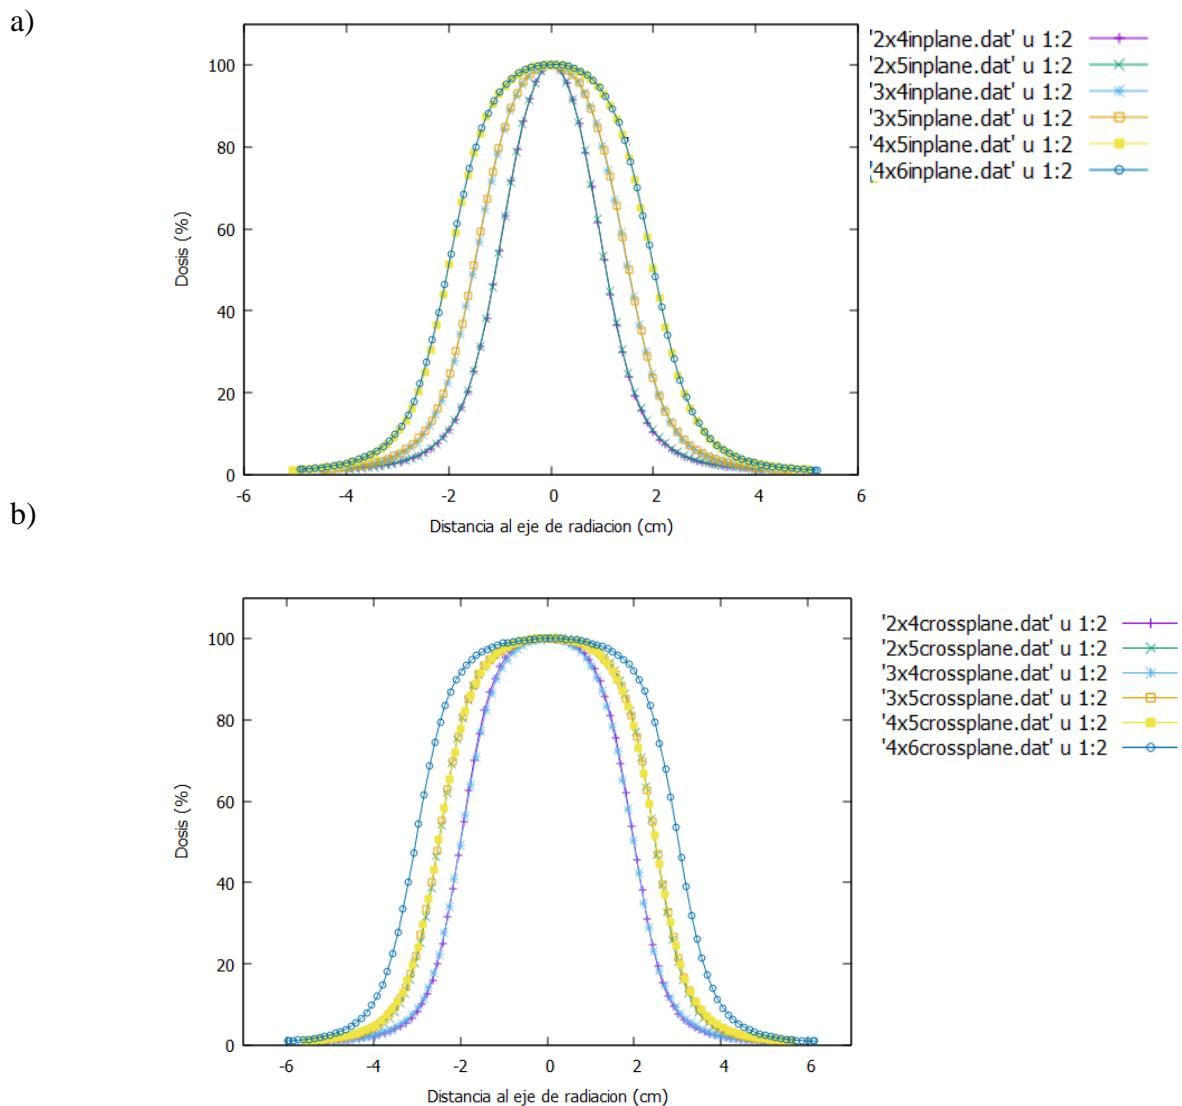 a)
'2x4inplane.dat' u 1:2
'2x5inplane.dat' u 1:2
'3x4inplane.dat' u 1:2
'3x5inplane.dat' u 1:2
'4x5inplane.dat' u 1:2
'4x6inplane.dat' u 1:2
100
80
60
40
20
0
Dosis (%)
-6 -4 -2 0 2 4 6
Distancia al eje de radiacion (cm)
b)
'2x4crossplane.dat' u 1:2
'2x5crossplane.dat' u 1:2
'3x4crossplane.dat' u 1:2
'3x5crossplane.dat' u 1:2
'4x5crossplane.dat' u 1:2
'4x6crossplane.dat' u 1:2
100
80
60
40
20
0
Dosis (%)
-6 -4 -2 0 2 4 6
Distancia al eje de radiacion (cm)